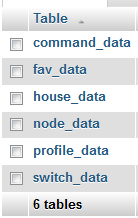 Table
command_data
fav_data
house_data
node_data
profile_data
switch_data
6 tables